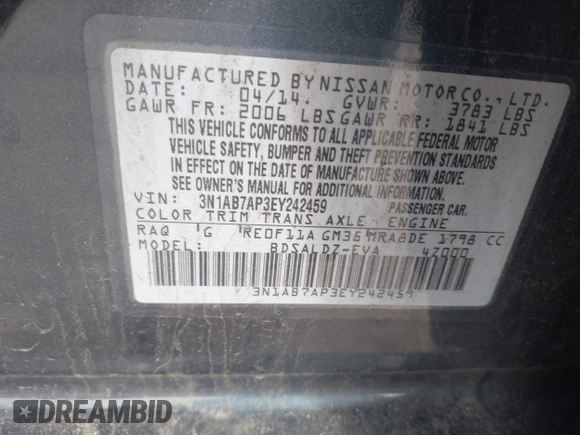 MANUFACTURED BY NISSAN MOTOR CO., LTD.
DATE: 04/14. GVWR: 3783 LBS
GAWR FR: 2006 LBS GAWR RR: 1841 LBS
THIS VEHICLE CONFORMS TO ALL APPLICABLE FEDERAL MOTOR
VEHICLE SAFETY, BUMPER AND THEFT PREVENTION STANDARDS
IN EFFECT ON THE DATE OF MANUFACTURE SHOWN ABOVE.
SEE OWNER'S MANUAL FOR ADDITIONAL INFORMATION.
VIN: 3N1AB7AP3EY242459 PASSENGER CAR.
COLOR TRIM TRANS AXLE ENGINE
RAQ G RE0F11A GM35 MRA8DE 1798 CC
MODEL: BDSALDZ-EVA 47000
3N1AB7AP3EY242459
DREAMBID